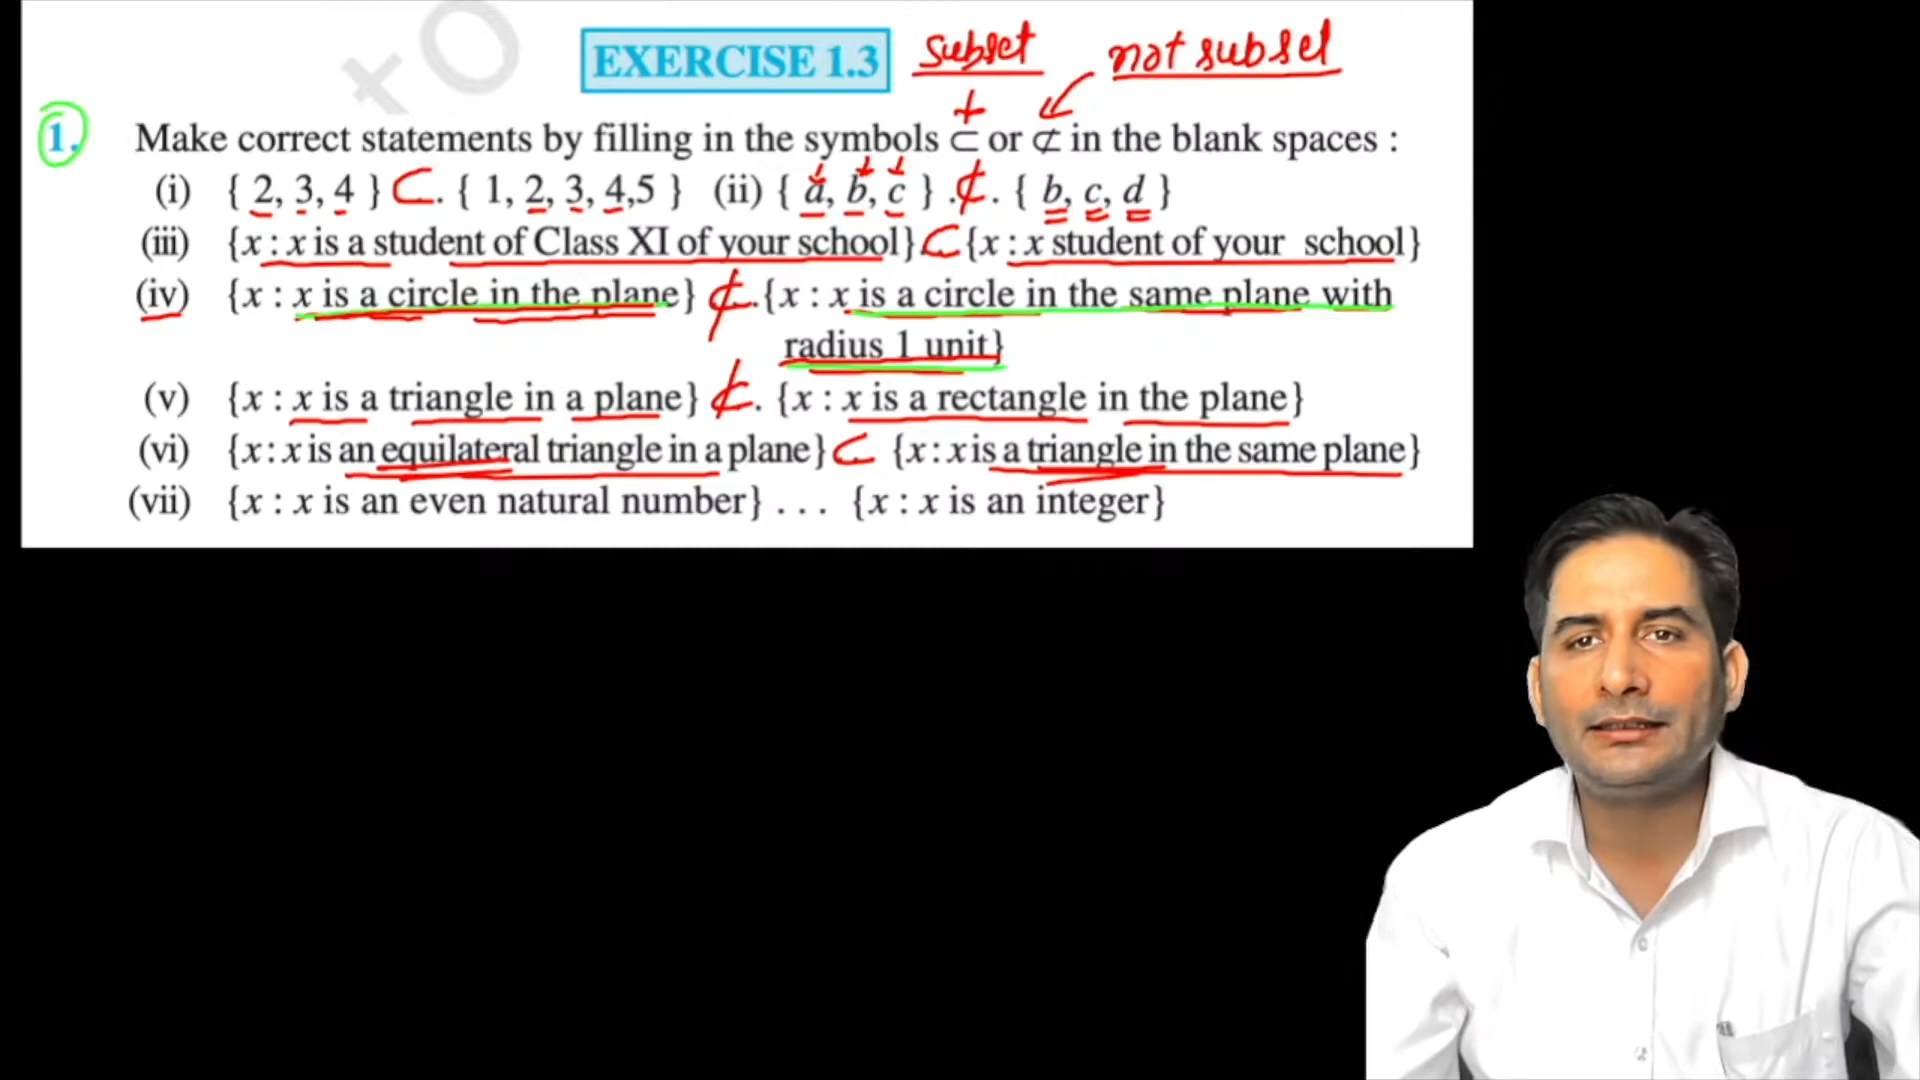 to
EXERCISE 1.3 subset not subset
1. Make correct statements by filling in the symbols ⊂ or ⊄ in the blank spaces :
(i) { 2, 3, 4 } ⊂. { 1, 2, 3, 4,5 } (ii) { a, b, c } .⊄. { b, c, d }
(iii) {x : x is a student of Class XI of your school} ⊂ {x : x student of your school}
(iv) {x : x is a circle in the plane} ⊄.{x : x is a circle in the same plane with
radius 1 unit}
(v) {x : x is a triangle in a plane} ⊄. {x : x is a rectangle in the plane}
(vi) {x : x is an equilateral triangle in a plane} ⊂ {x : x is a triangle in the same plane}
(vii) {x : x is an even natural number} . . . {x : x is an integer}